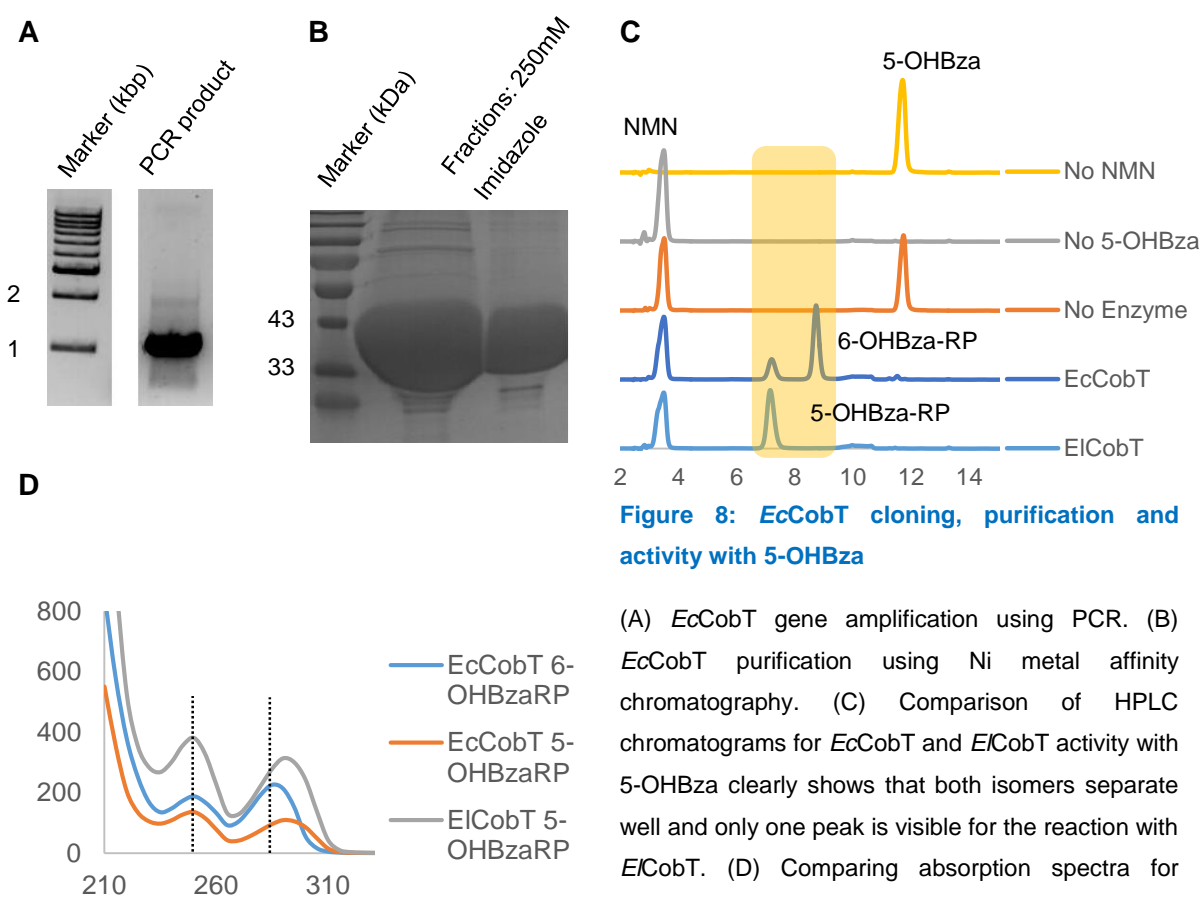 A
Marker (kbp)
PCR product
2
1
B
Marker (kDa)
Fractions: 250mM
Imidazole
43
33
C
5-OHBza
NMN
No NMN
No 5-OHBza
No Enzyme
6-OHBza-RP
EcCobT
5-OHBza-RP
ElCobT
2 4 6 8 10 12 14
D
800
600
400
200
0
210 260 310
EcCobT 6-
OHBzaRP
EcCobT 5-
OHBzaRP
ElCobT 5-
OHBzaRP
Figure 8: EcCobT cloning, purification and
activity with 5-OHBza
(A) EcCobT gene amplification using PCR. (B)
EcCobT purification using Ni metal affinity
chromatography. (C) Comparison of HPLC
chromatograms for EcCobT and ElCobT activity with
5-OHBza clearly shows that both isomers separate
well and only one peak is visible for the reaction with
ElCobT. (D) Comparing absorption spectra for